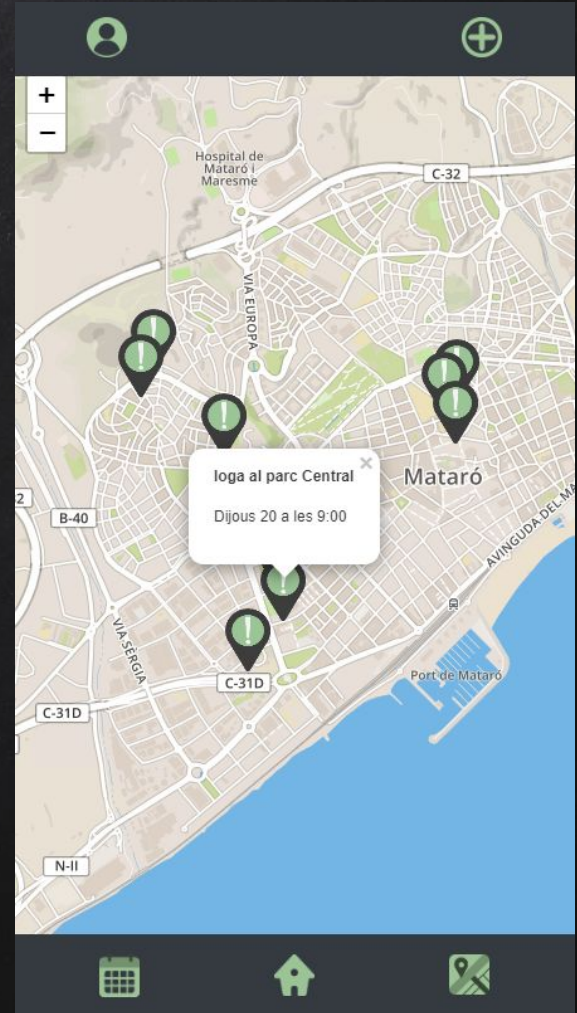 +
−
Hospital de
Mataró i
Maresme
C-32
VIA EUROPA
Ioga al parc Central
×
Dijous 20 a les 9:00
Mataró
2
B-40
AVINGUDA DEL MA
VIA SÈRGIA
C-31D
Port de Mataró
C-31D
N-II